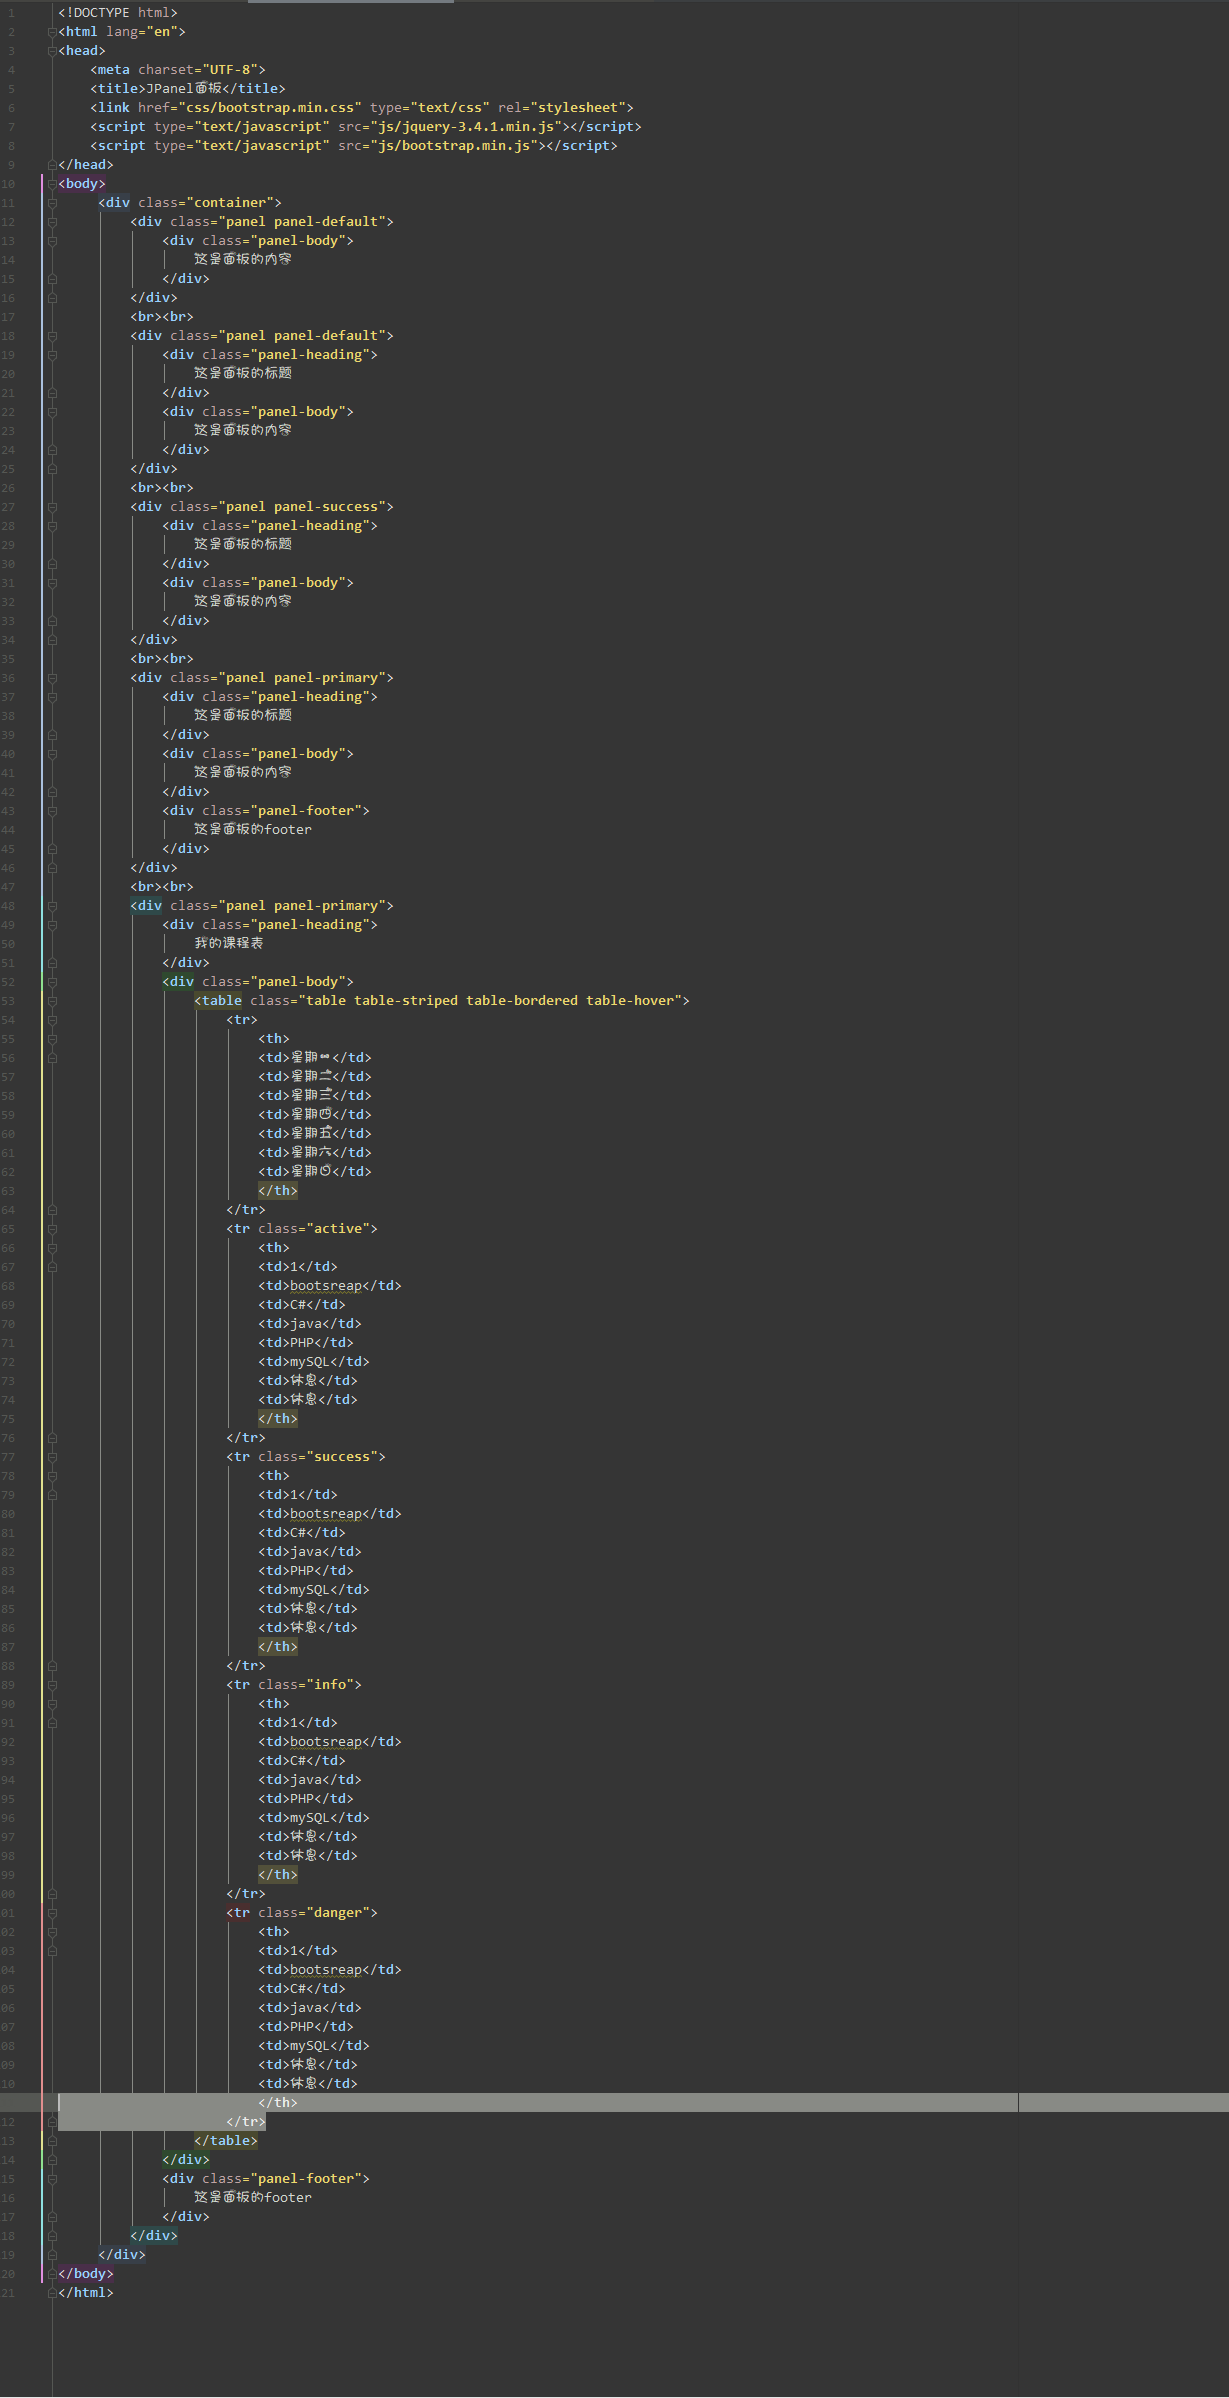 1 <!DOCTYPE html>
2 <html lang="en">
3 <head>
4 <meta charset="UTF-8">
5 <title>JPanel面板</title>
6 <link href="css/bootstrap.min.css" type="text/css" rel="stylesheet">
7 <script type="text/javascript" src="js/jquery-3.4.1.min.js"></script>
8 <script type="text/javascript" src="js/bootstrap.min.js"></script>
9 </head>
10 <body>
11 <div class="container">
12 <div class="panel panel-default">
13 <div class="panel-body">
14 这是面板的内容
15 </div>
16 </div>
17 <br><br>
18 <div class="panel panel-default">
19 <div class="panel-heading">
20 这是面板的标题
21 </div>
22 <div class="panel-body">
23 这是面板的内容
24 </div>
25 </div>
26 <br><br>
27 <div class="panel panel-success">
28 <div class="panel-heading">
29 这是面板的标题
30 </div>
31 <div class="panel-body">
32 这是面板的内容
33 </div>
34 </div>
35 <br><br>
36 <div class="panel panel-primary">
37 <div class="panel-heading">
38 这是面板的标题
39 </div>
40 <div class="panel-body">
41 这是面板的内容
42 </div>
43 <div class="panel-footer">
44 这是面板的footer
45 </div>
46 </div>
47 <br><br>
48 <div class="panel panel-primary">
49 <div class="panel-heading">
50 我的课程表
51 </div>
52 <div class="panel-body">
53 <table class="table table-striped table-bordered table-hover">
54 <tr>
55 <th>
56 <td>星期一</td>
57 <td>星期二</td>
58 <td>星期三</td>
59 <td>星期四</td>
60 <td>星期五</td>
61 <td>星期六</td>
62 <td>星期日</td>
63 </th>
64 </tr>
65 <tr class="active">
66 <th>
67 <td>1</td>
68 <td>bootsreap</td>
69 <td>C#</td>
70 <td>java</td>
71 <td>PHP</td>
72 <td>mySQL</td>
73 <td>休息</td>
74 <td>休息</td>
75 </th>
76 </tr>
77 <tr class="success">
78 <th>
79 <td>1</td>
80 <td>bootsreap</td>
81 <td>C#</td>
82 <td>java</td>
83 <td>PHP</td>
84 <td>mySQL</td>
85 <td>休息</td>
86 <td>休息</td>
87 </th>
88 </tr>
89 <tr class="info">
90 <th>
91 <td>1</td>
92 <td>bootsreap</td>
93 <td>C#</td>
94 <td>java</td>
95 <td>PHP</td>
96 <td>mySQL</td>
97 <td>休息</td>
98 <td>休息</td>
99 </th>
00 </tr>
01 <tr class="danger">
02 <th>
03 <td>1</td>
04 <td>bootsreap</td>
05 <td>C#</td>
06 <td>java</td>
07 <td>PHP</td>
08 <td>mySQL</td>
09 <td>休息</td>
10 <td>休息</td>
</th>
12 </tr>
13 </table>
14 </div>
15 <div class="panel-footer">
16 这是面板的footer
17 </div>
18 </div>
19 </div>
20 </body>
21 </html>